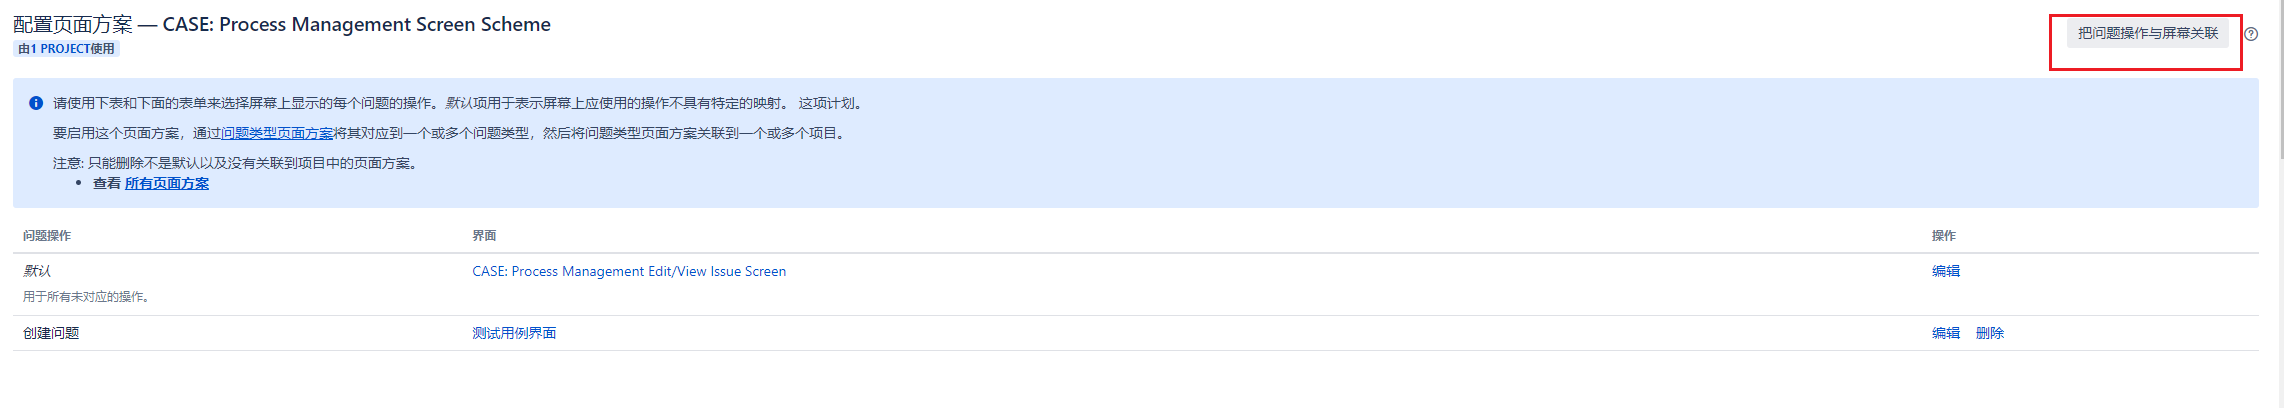 配置页面方案 — CASE: Process Management Screen Scheme
由1 PROJECT使用
把问题操作与屏幕关联
请使用下表和下面的表单来选择屏幕上显示的每个问题的操作。默认项用于表示屏幕上应使用的操作不具有特定的映射。 这项计划。
要启用这个页面方案，通过问题类型页面方案将其对应到一个或多个问题类型，然后将问题类型页面方案关联到一个或多个项目。
注意: 只能删除不是默认以及没有关联到项目中的页面方案。
• 查看 所有页面方案
问题操作 界面 操作
默认 CASE: Process Management Edit/View Issue Screen 编辑
用于所有未对应的操作。
创建问题 测试用例界面 编辑 删除